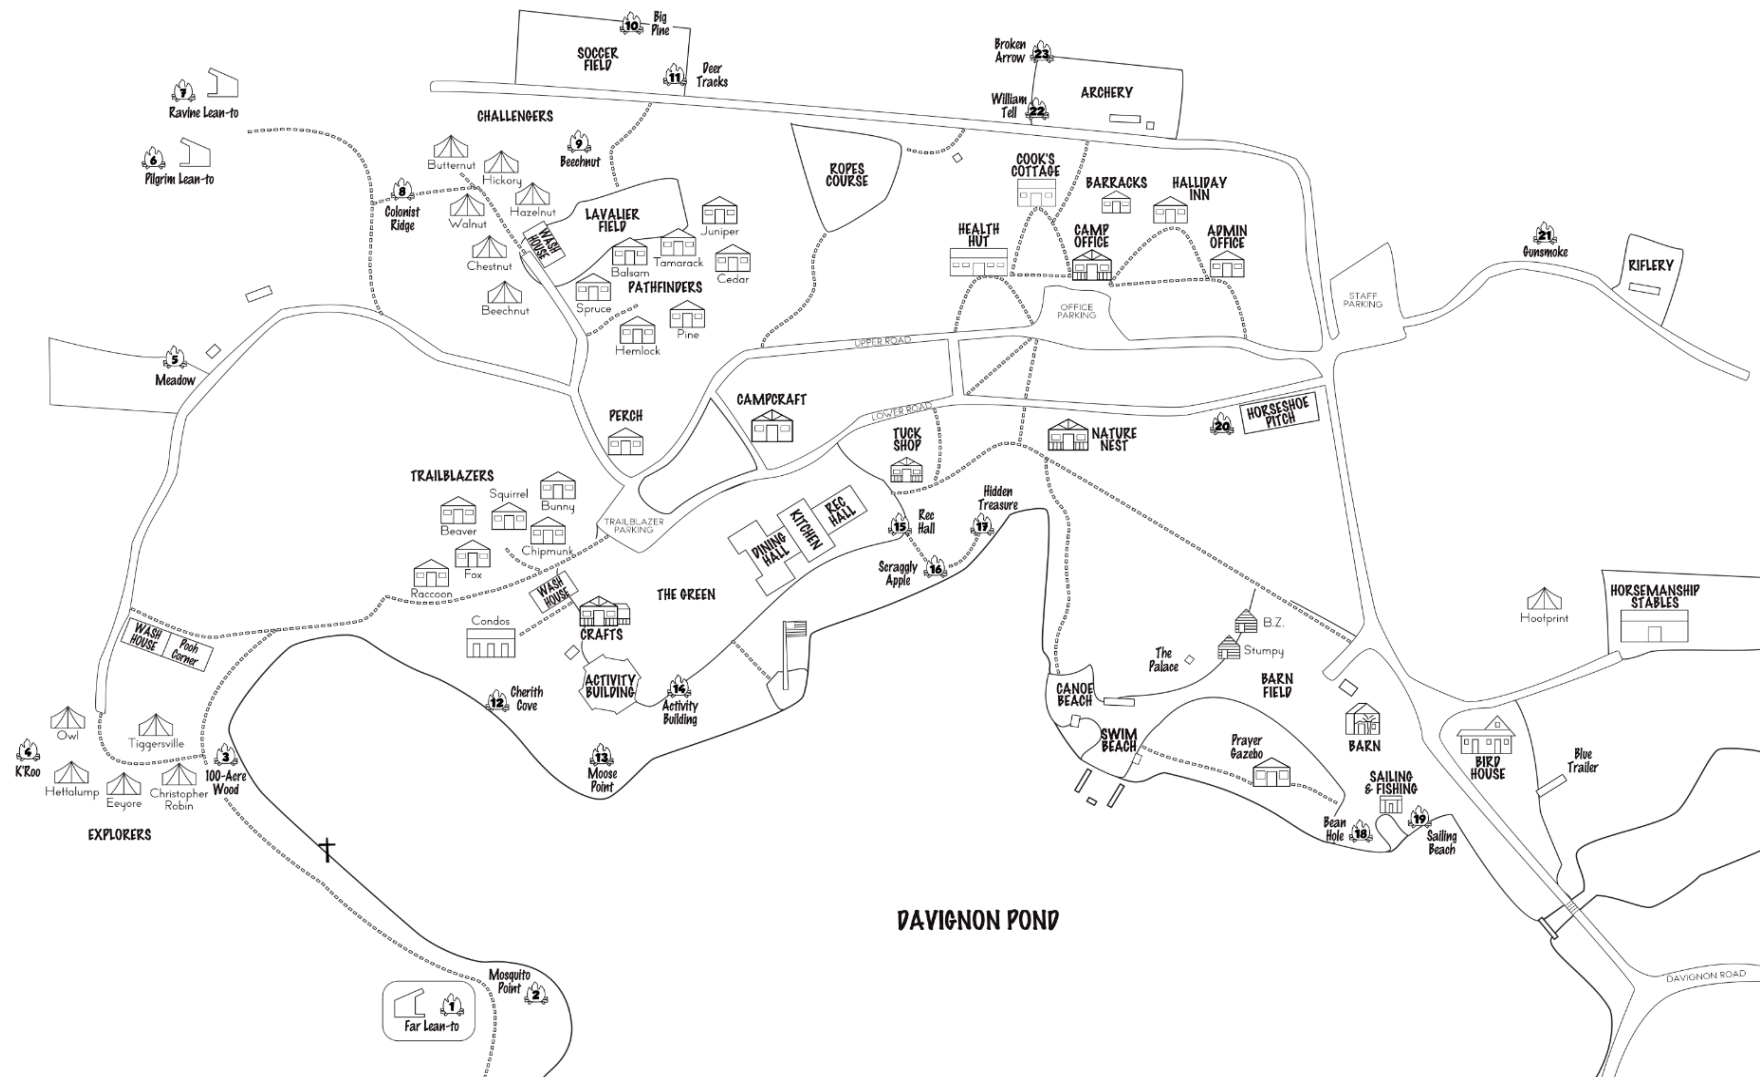 10
Big
Pine
SOCCER
FIELD
11
Deer
Tracks
Broken
Arrow
23
ARCHERY
William
Tell
22
7
Ravine Lean-to
6
Pilgrim Lean-to
CHALLENGERS
9
Beechnut
Butternut
Hickory
8
Colonist
Ridge
Walnut
Hazelnut
Chestnut
Beechnut
WASH
HOUSE
LAVALIER
FIELD
Juniper
Tamarack
Balsam
Cedar
PATHFINDERS
Spruce
Pine
Hemlock
ROPES
COURSE
COOK'S
COTTAGE
BARRACKS
HALLIDAY
INN
HEALTH
HUT
CAMP
OFFICE
ADMIN
OFFICE
OFFICE
PARKING
STAFF
PARKING
21
Gunsmoke
RIFLERY
5
Meadow
UPPER ROAD
PERCH
CAMPCRAFT
LOWER ROAD
TUCK
SHOP
NATURE
NEST
20
HORSESHOE
PITCH
TRAILBLAZERS
Squirrel
Bunny
Beaver
Chipmunk
Fox
Raccoon
TRAILBLAZER
PARKING
DINING
HALL
KITCHEN
REC
HALL
15
Rec
Hall
Hidden
Treasure
17
Scraggly
Apple
16
WASH
HOUSE
THE GREEN
Condos
CRAFTS
WASH
HOUSE
Pooh
Corner
ACTIVITY
BUILDING
14
Activity
Building
12
Cherith
Cove
13
Moose
Point
Owl
Tiggersville
4
K'Roo
Heffalump
Eeyore
Christopher
Robin
3
100-Acre
Wood
EXPLORERS
B.Z.
Stumpy
The
Palace
CANOE
BEACH
SWIM
BEACH
BARN
FIELD
Prayer
Gazebo
BARN
SAILING
& FISHING
Bean
Hole
18
19
Sailing
Beach
Hoofprint
HORSEMANSHIP
STABLES
BIRD
HOUSE
Blue
Trailer
DAVIGNON POND
DAVIGNON ROAD
Mosquito
Point
2
1
Far Lean-to